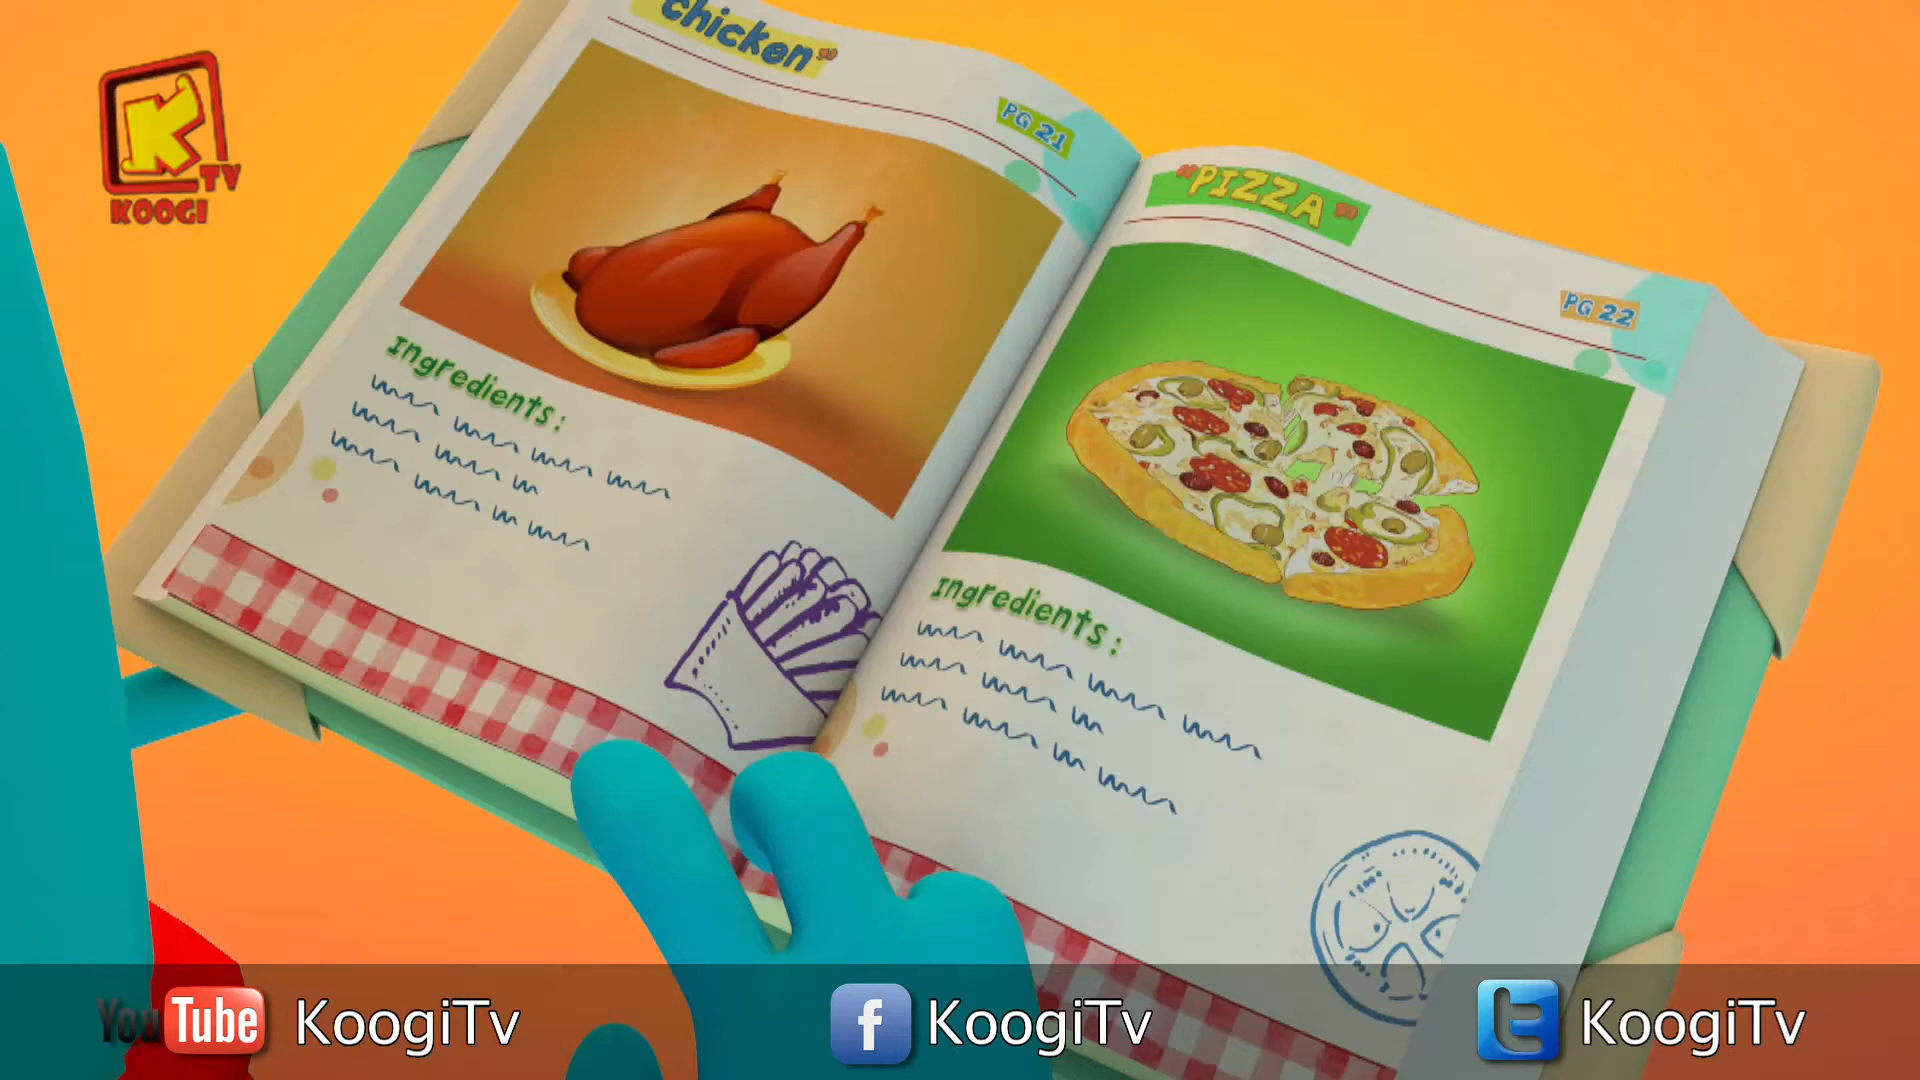 K
TV
KOOGI
chicken"
PG 21
Ingredients:
"PIZZA"
PG 22
Ingredients:
YouTube KoogiTv
f KoogiTv
t KoogiTv